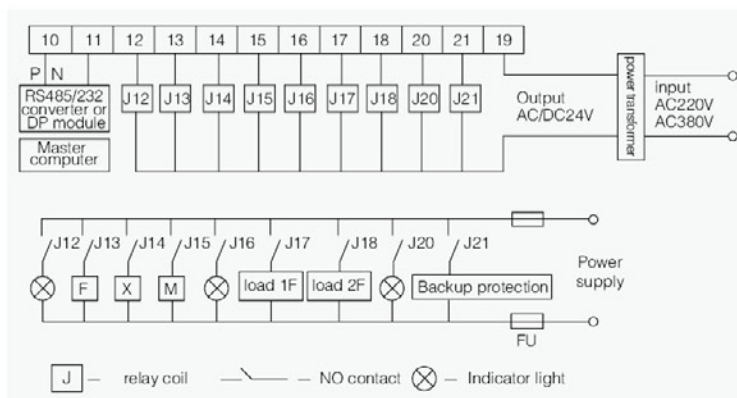 10 11 12 13 14 15 16 17 18 20 21 19
P N
RS485/232
converter or
DP module
J12 J13 J14 J15 J16 J17 J18 J20 J21
Master
computer
Output
AC/DC24V
power transformer
input
AC220V
AC380V
J12 J13 J14 J15 J16 J17 J18 J20 J21
F X M load 1F load 2F Backup protection
Power
supply
FU
J – relay coil – NO contact – Indicator light